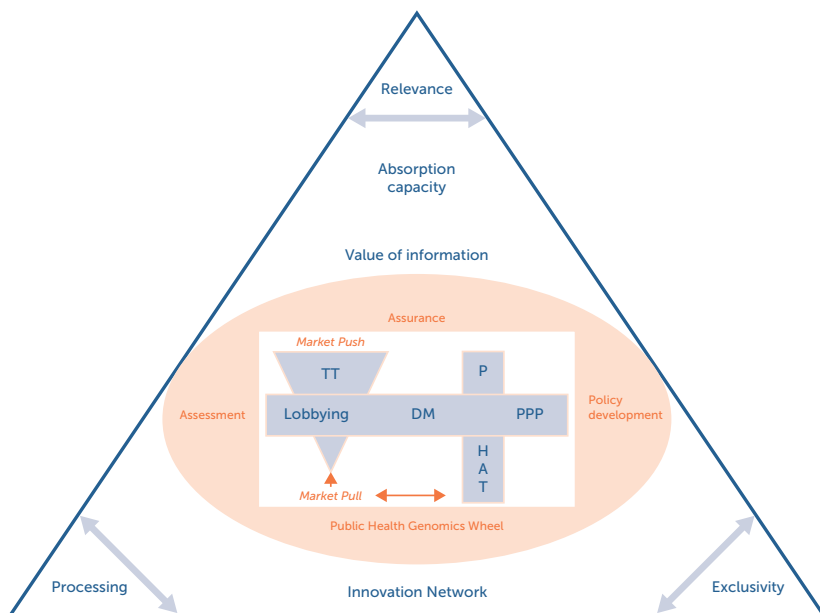 Relevance
Absorption
capacity
Value of information
Assurance
Market Push
TT
P
Assessment
Lobbying
DM
PPP
Policy
development
H
A
T
Market Pull
Public Health Genomics Wheel
Processing
Innovation Network
Exclusivity